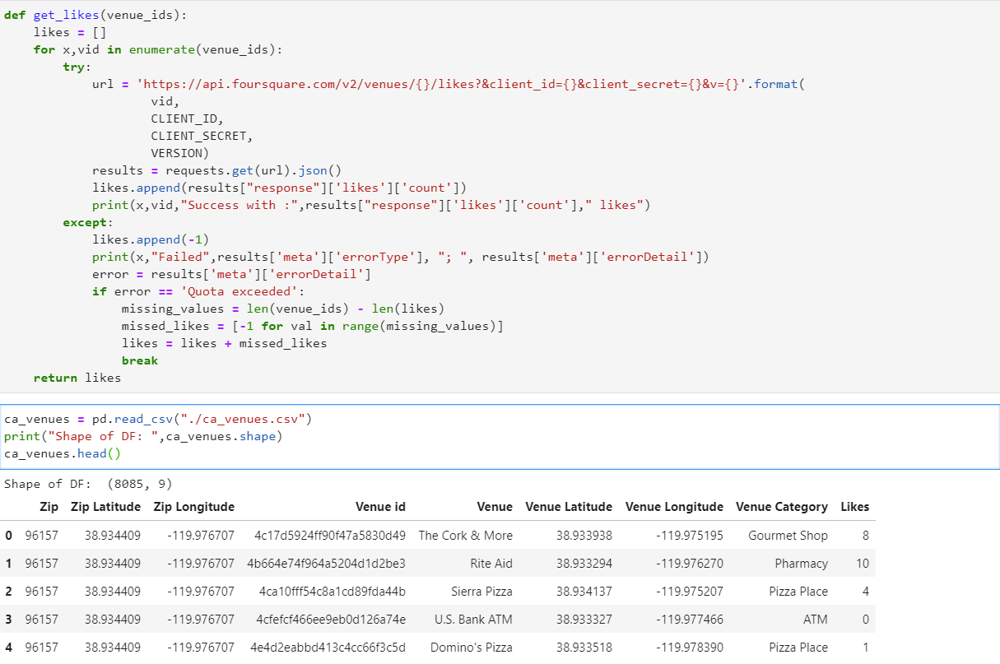 def get_likes(venue_ids):
    likes = []
    for x,vid in enumerate(venue_ids):
        try:
            url = 'https://api.foursquare.com/v2/venues/{}/likes?&client_id={}&client_secret={}&v={}'.format(
                    vid,
                    CLIENT_ID,
                    CLIENT_SECRET,
                    VERSION)
            results = requests.get(url).json()
            likes.append(results["response"]['likes']['count'])
            print(x,vid,"Success with :",results["response"]['likes']['count']," likes")
        except:
            likes.append(-1)
            print(x,"Failed",results['meta']['errorType'], "; ", results['meta']['errorDetail'])
            error = results['meta']['errorDetail']
            if error == 'Quota exceeded':
                missing_values = len(venue_ids) - len(likes)
                missed_likes = [-1 for val in range(missing_values)]
                likes = likes + missed_likes
                break
    return likes
ca_venues = pd.read_csv("./ca_venues.csv")
print("Shape of DF: ",ca_venues.shape)
ca_venues.head()
Shape of DF:  (8085, 9)
Zip Zip Latitude Zip Longitude Venue id Venue Venue Latitude Venue Longitude Venue Category Likes
0 96157 38.934409 -119.976707 4c17d5924ff90f47a5830d49 The Cork & More 38.933938 -119.975195 Gourmet Shop 8
1 96157 38.934409 -119.976707 4b664e74f964a5204d1d2be3 Rite Aid 38.933294 -119.976270 Pharmacy 10
2 96157 38.934409 -119.976707 4ca10fff54c8a1cd89fda44b Sierra Pizza 38.934137 -119.975207 Pizza Place 4
3 96157 38.934409 -119.976707 4cfefcf466ee9eb0d126a74e U.S. Bank ATM 38.933327 -119.977466 ATM 0
4 96157 38.934409 -119.976707 4e4d2eabbd413c4cc66f3c5d Domino's Pizza 38.933518 -119.978390 Pizza Place 1